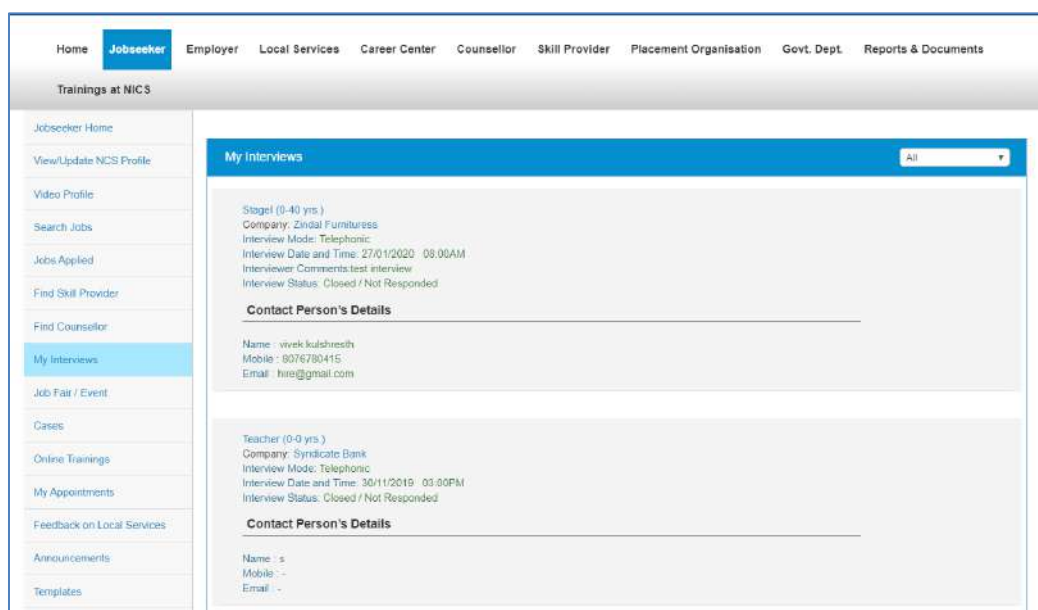 Home Jobseeker Employer Local Services Career Center Counsellor Skill Provider Placement Organisation Govt. Dept. Reports & Documents
Trainings at NICS
Jobseeker Home
View/Update NCS Profile
Video Profile
Search Jobs
Jobs Applied
Find Skill Provider
Find Counsellor
My Interviews
Job Fair / Event
Cases
Online Trainings
My Appointments
Feedback on Local Services
Announcements
Templates
My Interviews All
StageI (0-40 yrs.)
Company: Zindal Furnituress
Interview Mode: Telephonic
Interview Date and Time: 27/01/2020 08:00AM
Interviewer Comments:test interview
Interview Status: Closed / Not Responded
Contact Person's Details
Name : vivek kulshresth
Mobile : 8076780415
Email : hire@gmail.com
Teacher (0-0 yrs.)
Company: Syndicate Bank
Interview Mode: Telephonic
Interview Date and Time: 30/11/2019 03:00PM
Interview Status: Closed / Not Responded
Contact Person's Details
Name : s
Mobile : -
Email : -